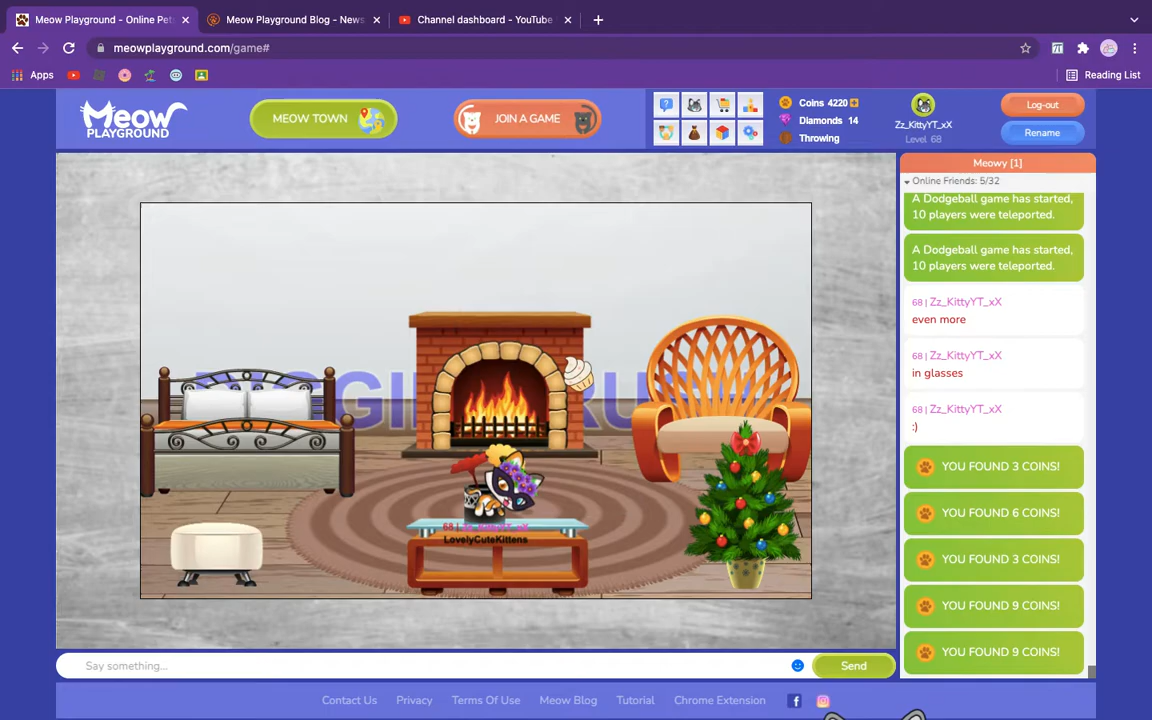 Meow Playground - Online Pets
Meow Playground Blog - News
Channel dashboard - YouTube
meowplayground.com/game#
Apps
Reading List
Meow
PLAYGROUND
MEOW TOWN
JOIN A GAME
Coins 4220
Diamonds 14
Throwing
Zz_KittyYT_xX
Level 68
Log-out
Rename
Meowy [1]
Online Friends: 5/32
A Dodgeball game has started,
10 players were teleported.
A Dodgeball game has started,
10 players were teleported.
68 | Zz_KittyYT_xX
even more
68 | Zz_KittyYT_xX
in glasses
68 | Zz_KittyYT_xX
:)
YOU FOUND 3 COINS!
YOU FOUND 6 COINS!
YOU FOUND 3 COINS!
YOU FOUND 9 COINS!
YOU FOUND 9 COINS!
68 | Zz_KittyYT_xX
LovelyCuteKittens
Say something...
Send
Contact Us
Privacy
Terms Of Use
Meow Blog
Tutorial
Chrome Extension